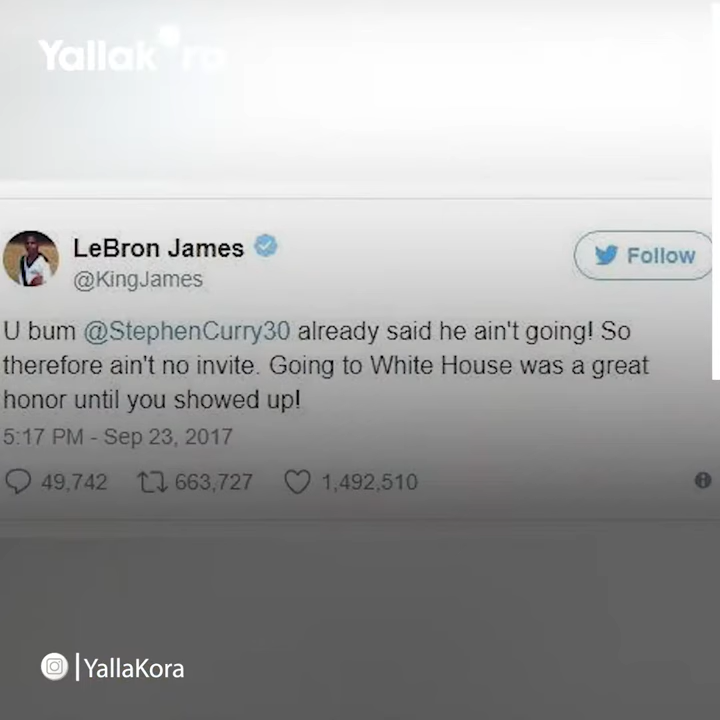 LeBron James
@KingJames
Follow
U bum @StephenCurry30 already said he ain't going! So
therefore ain't no invite. Going to White House was a great
honor until you showed up!
5:17 PM - Sep 23, 2017
49,742 663,727 1,492,510
YallaKora